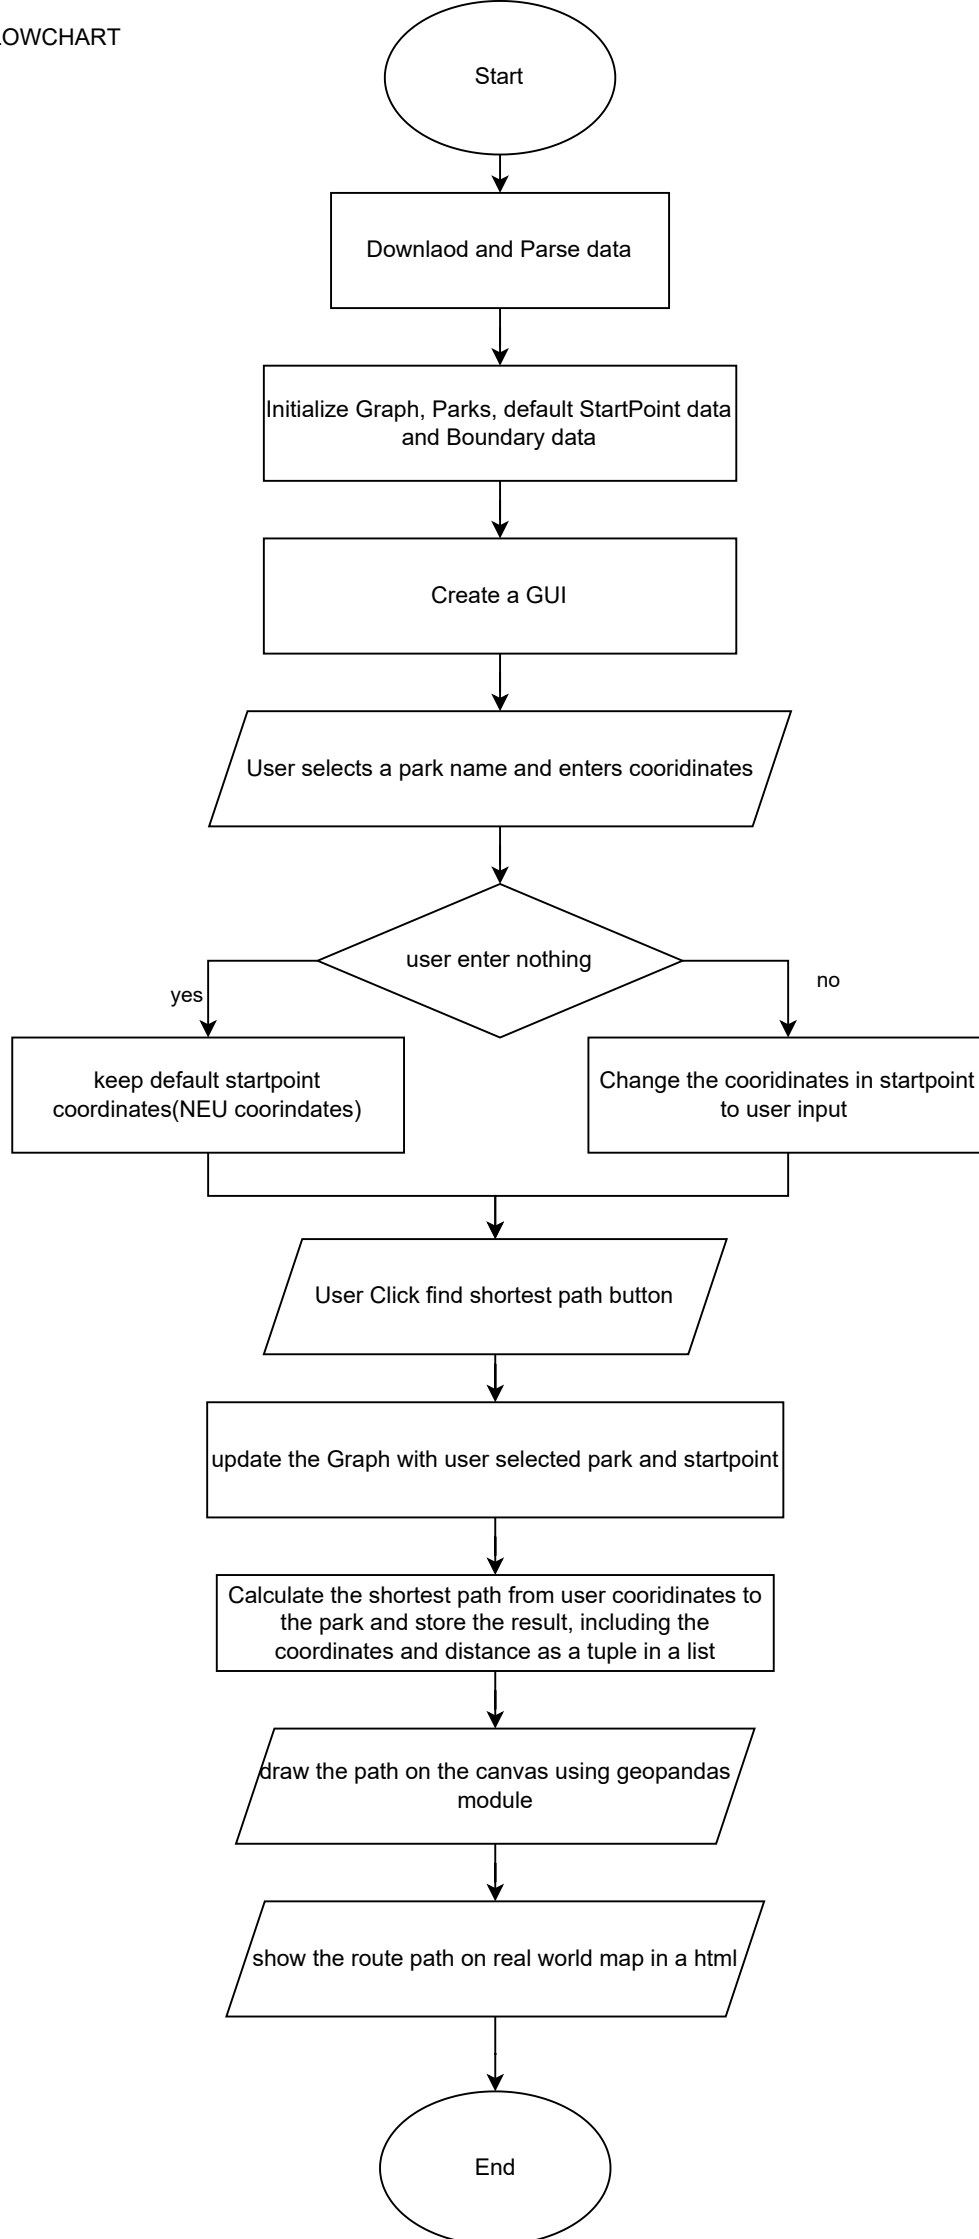 LOWCHART
Start
Downlaod and Parse data
Initialize Graph, Parks, default StartPoint data
and Boundary data
Create a GUI
User selects a park name and enters cooridinates
user enter nothing
yes
no
keep default startpoint
coordinates(NEU coorindates)
Change the cooridinates in startpoint
to user input
User Click find shortest path button
update the Graph with user selected park and startpoint
Calculate the shortest path from user cooridinates to
the park and store the result, including the
coordinates and distance as a tuple in a list
draw the path on the canvas using geopandas
module
show the route path on real world map in a html
End